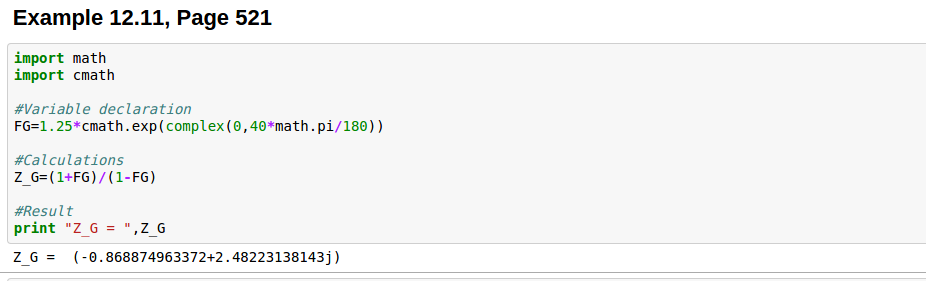 Example 12.11, Page 521
import math
import cmath
#Variable declaration
FG=1.25*cmath.exp(complex(0,40*math.pi/180))
#Calculations
Z_G=(1+FG)/(1-FG)
#Result
print "Z_G = ",Z_G
Z_G =  (-0.868874963372+2.48223138143j)